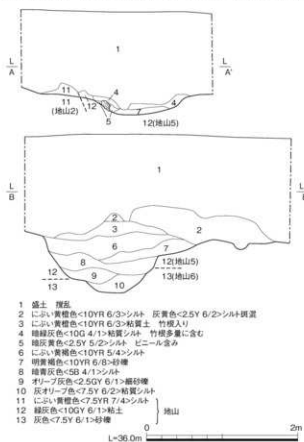 1
L
A
L
A'
4
11
11
(地山2)
12
5
7
4
12(地山5)
L
B
L
B'
1
2
2
3
6
7
8
12(地山5)
13(地山6)
12
13
9
10
1 盛土 攪乱
2 にぶい黄橙色<10YR 6/3>シルト 灰黄色<2.5Y 6/2>シルト斑混
3 にぶい黄橙色<10YR 6/3>粘質土 竹根入り
4 暗緑灰色<10G 4/1>粘質シルト 竹根多量に含む
5 暗灰黄色<2.5Y 5/2>シルト ビニール含み
6 にぶい黄褐色<10YR 5/4>シルト
7 明黄褐色<10YR 6/8>砂礫
8 暗青灰色<5B 4/1>シルト
9 オリーブ灰色<2.5GY 6/1>細砂礫
10 灰オリーブ色<7.5Y 6/2>粘質シルト
11 にぶい黄橙色<7.5YR 7/4>シルト
12 緑灰色<10GY 6/1>粘土
13 灰色<7.5Y 6/1>砂礫
地山
L=36.0m
0
2m